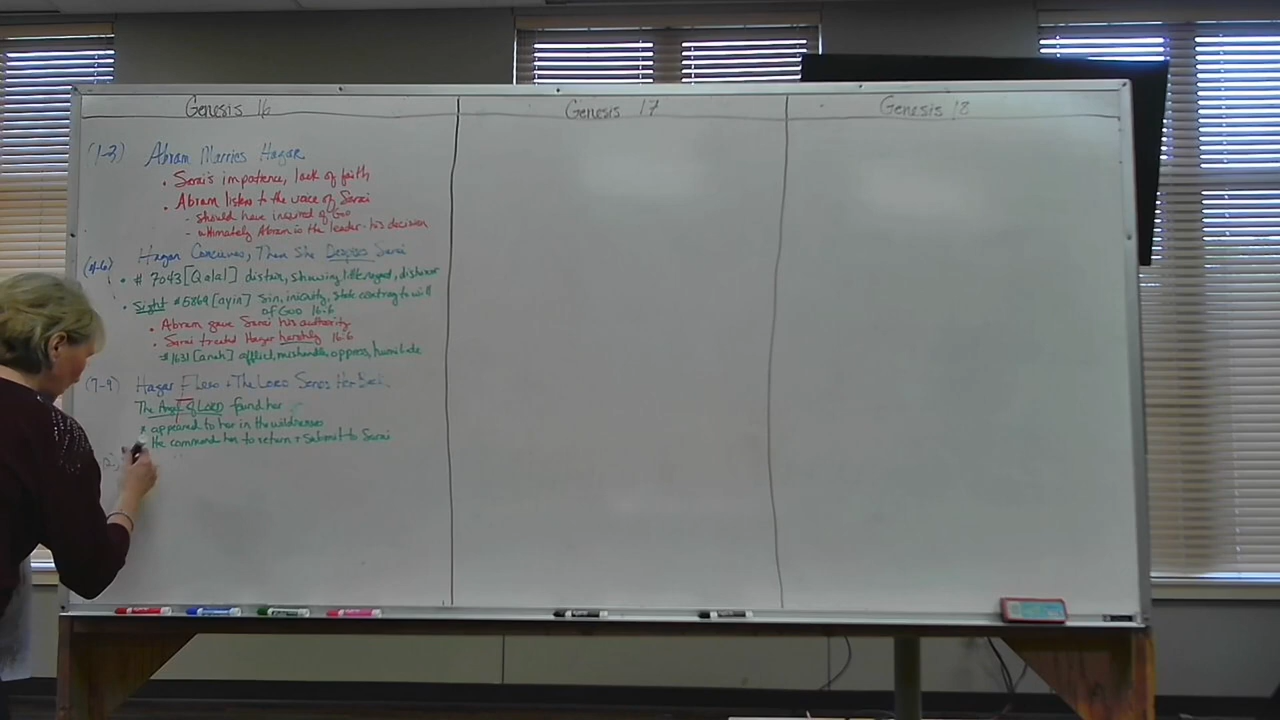 Genesis 16
Genesis 17
Genesis 18
(1-3) Abram Marries Hagar
• Sarai's impatience, lack of faith
• Abram listens to the voice of Sarai
- should have inquired of God
- ultimately Abram is the leader - his decision
(4-6) Hagar Conceives, Then She Despises Sarai
• # 7043 [Qalal] disdain, showing little regard, dishonor
• Sight #5869 [ayin] sin, iniquity, state contrary to will
of God 16:6
• Abram gave Sarai his authority
• Sarai treated Hagar harshly 16:6
[anah] afflict, mishandle, oppress, humiliate
(7-9) Hagar Flees + The LORD Sends Her Back
The Angel of LORD found her
* appeared to her in the wilderness
He command her to return + Submit to Sarai